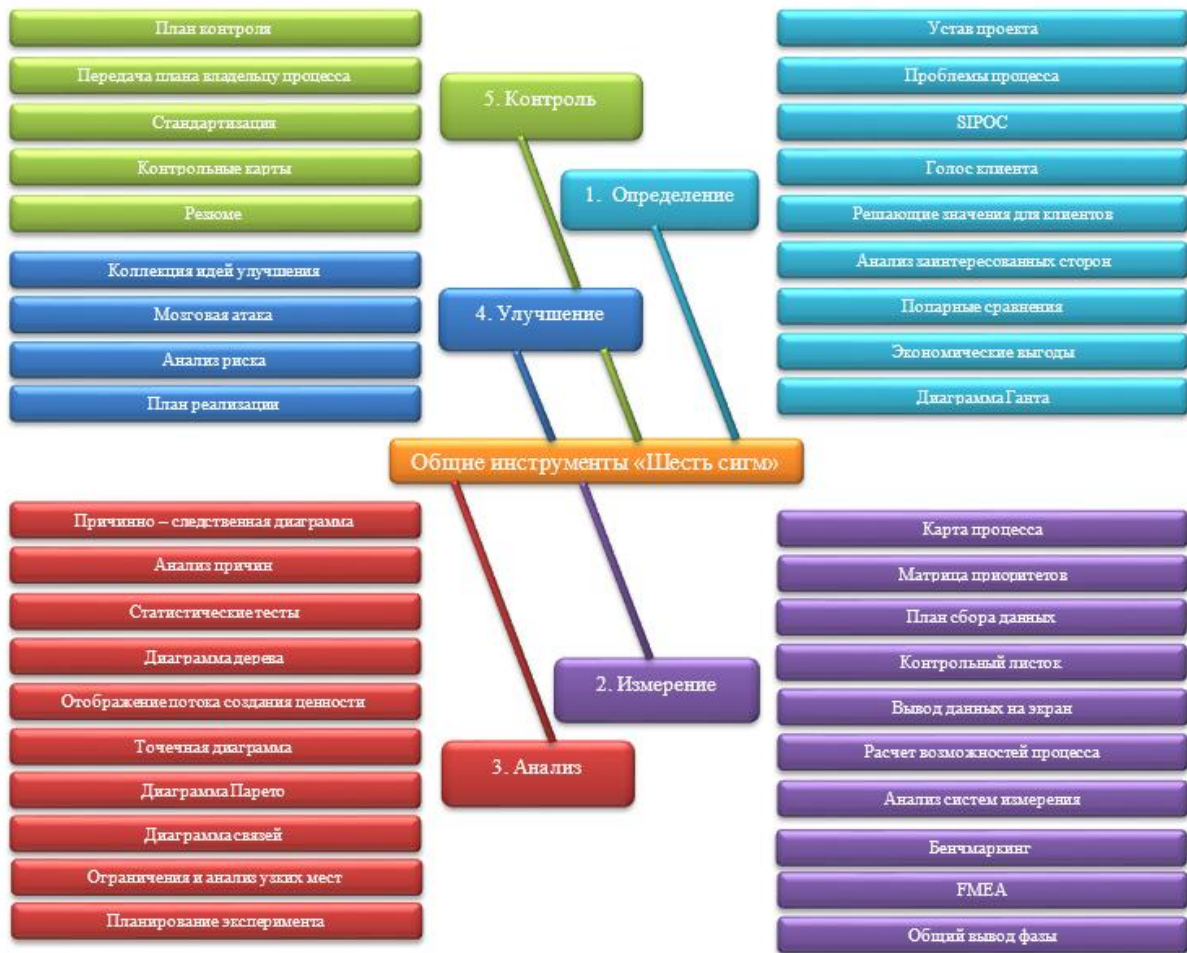 План контроля
Передача плана владельцу процесса
Стандартизация
Контрольные карты
Резюме
5. Контроль
1. Определение
Устав проекта
Проблемы процесса
SIPOC
Голос клиента
Решающие значения для клиентов
Анализ заинтересованных сторон
Попарные сравнения
Экономические выгоды
Диаграмма Ганта
Коллекция идей улучшения
Мозговая атака
Анализ риска
План реализации
4. Улучшение
Общие инструменты «Шесть сигм»
Причинно – следственная диаграмма
Анализ причин
Статистические тесты
Диаграмма дерева
Отображение потока создания ценности
Точечная диаграмма
Диаграмма Парето
Диаграмма связей
Ограничения и анализ узких мест
Планирование эксперимента
3. Анализ
2. Измерение
Карта процесса
Матрица приоритетов
План сбора данных
Контрольный листок
Вывод данных на экран
Расчет возможностей процесса
Анализ систем измерения
Бенчмаркинг
FMEA
Общий вывод фазы